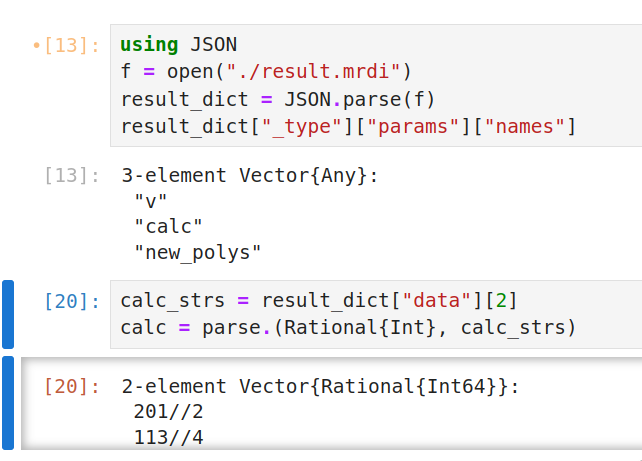 •[13]: using JSON
f = open("./result.mrdi")
result_dict = JSON.parse(f)
result_dict["_type"]["params"]["names"]
[13]: 3-element Vector{Any}:
"v"
"calc"
"new_polys"
[20]: calc_strs = result_dict["data"][2]
calc = parse.(Rational{Int}, calc_strs)
[20]: 2-element Vector{Rational{Int64}}:
201//2
113//4